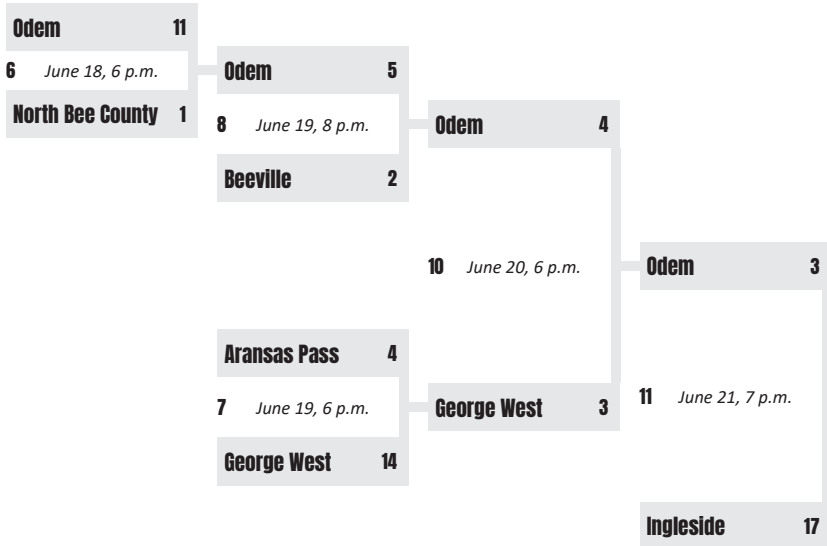 Odem 11
6 June 18, 6 p.m.
North Bee County 1
Odem 5
8 June 19, 8 p.m.
Beeville 2
Aransas Pass 4
7 June 19, 6 p.m.
George West 14
Odem 4
10 June 20, 6 p.m.
George West 3
Odem 3
11 June 21, 7 p.m.
Ingleside 17